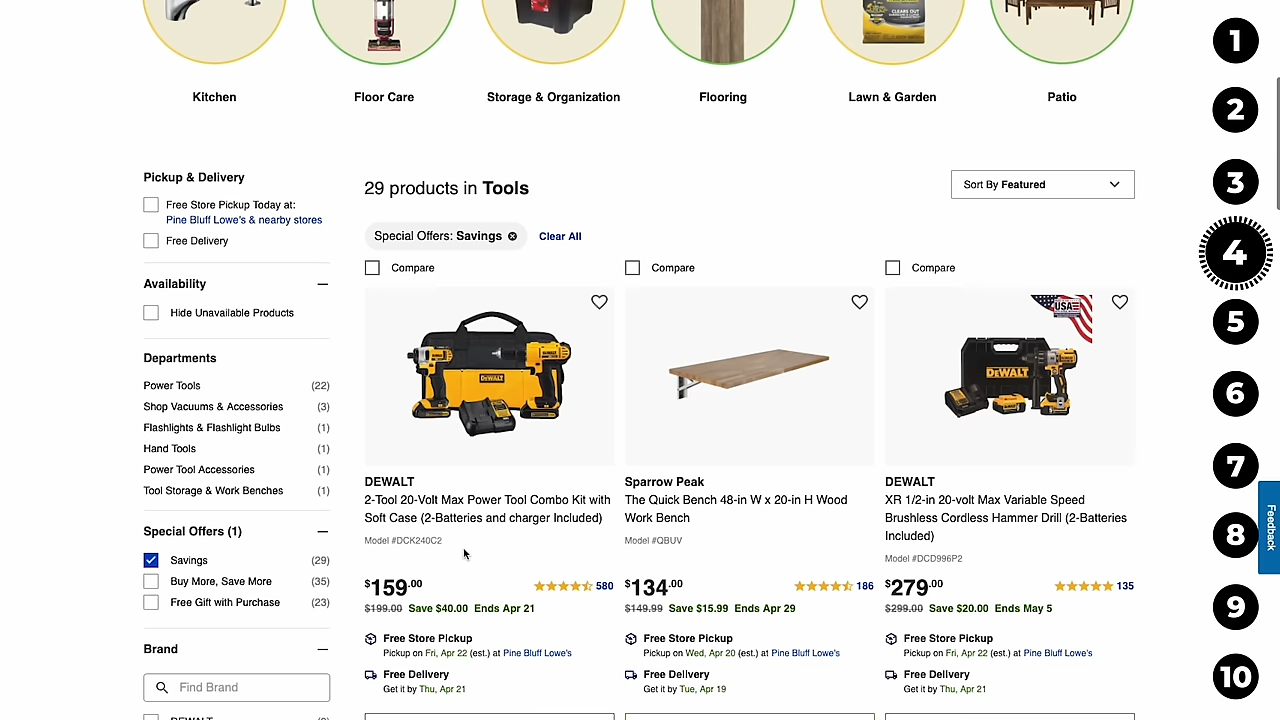 Kitchen
Floor Care
Storage & Organization
Flooring
Lawn & Garden
Patio
Pickup & Delivery
Free Store Pickup Today at:
Pine Bluff Lowe's & nearby stores
Free Delivery
Availability
Hide Unavailable Products
Departments
Power Tools (22)
Shop Vacuums & Accessories (3)
Flashlights & Flashlight Bulbs (1)
Hand Tools (1)
Power Tool Accessories (1)
Tool Storage & Work Benches (1)
Special Offers (1)
Savings (29)
Buy More, Save More (35)
Free Gift with Purchase (23)
Brand
Find Brand
29 products in Tools
Sort By Featured
Special Offers: Savings
Clear All
Compare
DEWALT
DEWALT
2-Tool 20-Volt Max Power Tool Combo Kit with
Soft Case (2-Batteries and charger Included)
Model #DCK240C2
$159.00
580
$199.00 Save $40.00 Ends Apr 21
Free Store Pickup
Pickup on Fri, Apr 22 (est.) at Pine Bluff Lowe's
Free Delivery
Get it by Thu, Apr 21
Compare
Sparrow Peak
The Quick Bench 48-in W x 20-in H Wood
Work Bench
Model #QBUV
$134.00
186
$149.99 Save $15.99 Ends Apr 29
Free Store Pickup
Pickup on Wed, Apr 20 (est.) at Pine Bluff Lowe's
Free Delivery
Get it by Tue, Apr 19
Compare
USA
DEWALT
DEWALT
XR 1/2-in 20-volt Max Variable Speed
Brushless Cordless Hammer Drill (2-Batteries
Included)
Model #DCD996P2
$279.00
135
$299.00 Save $20.00 Ends May 5
Free Store Pickup
Pickup on Fri, Apr 22 (est.) at Pine Bluff Lowe's
Free Delivery
Get it by Thu, Apr 21
1
2
3
4
5
6
7
8
9
10
Feedback